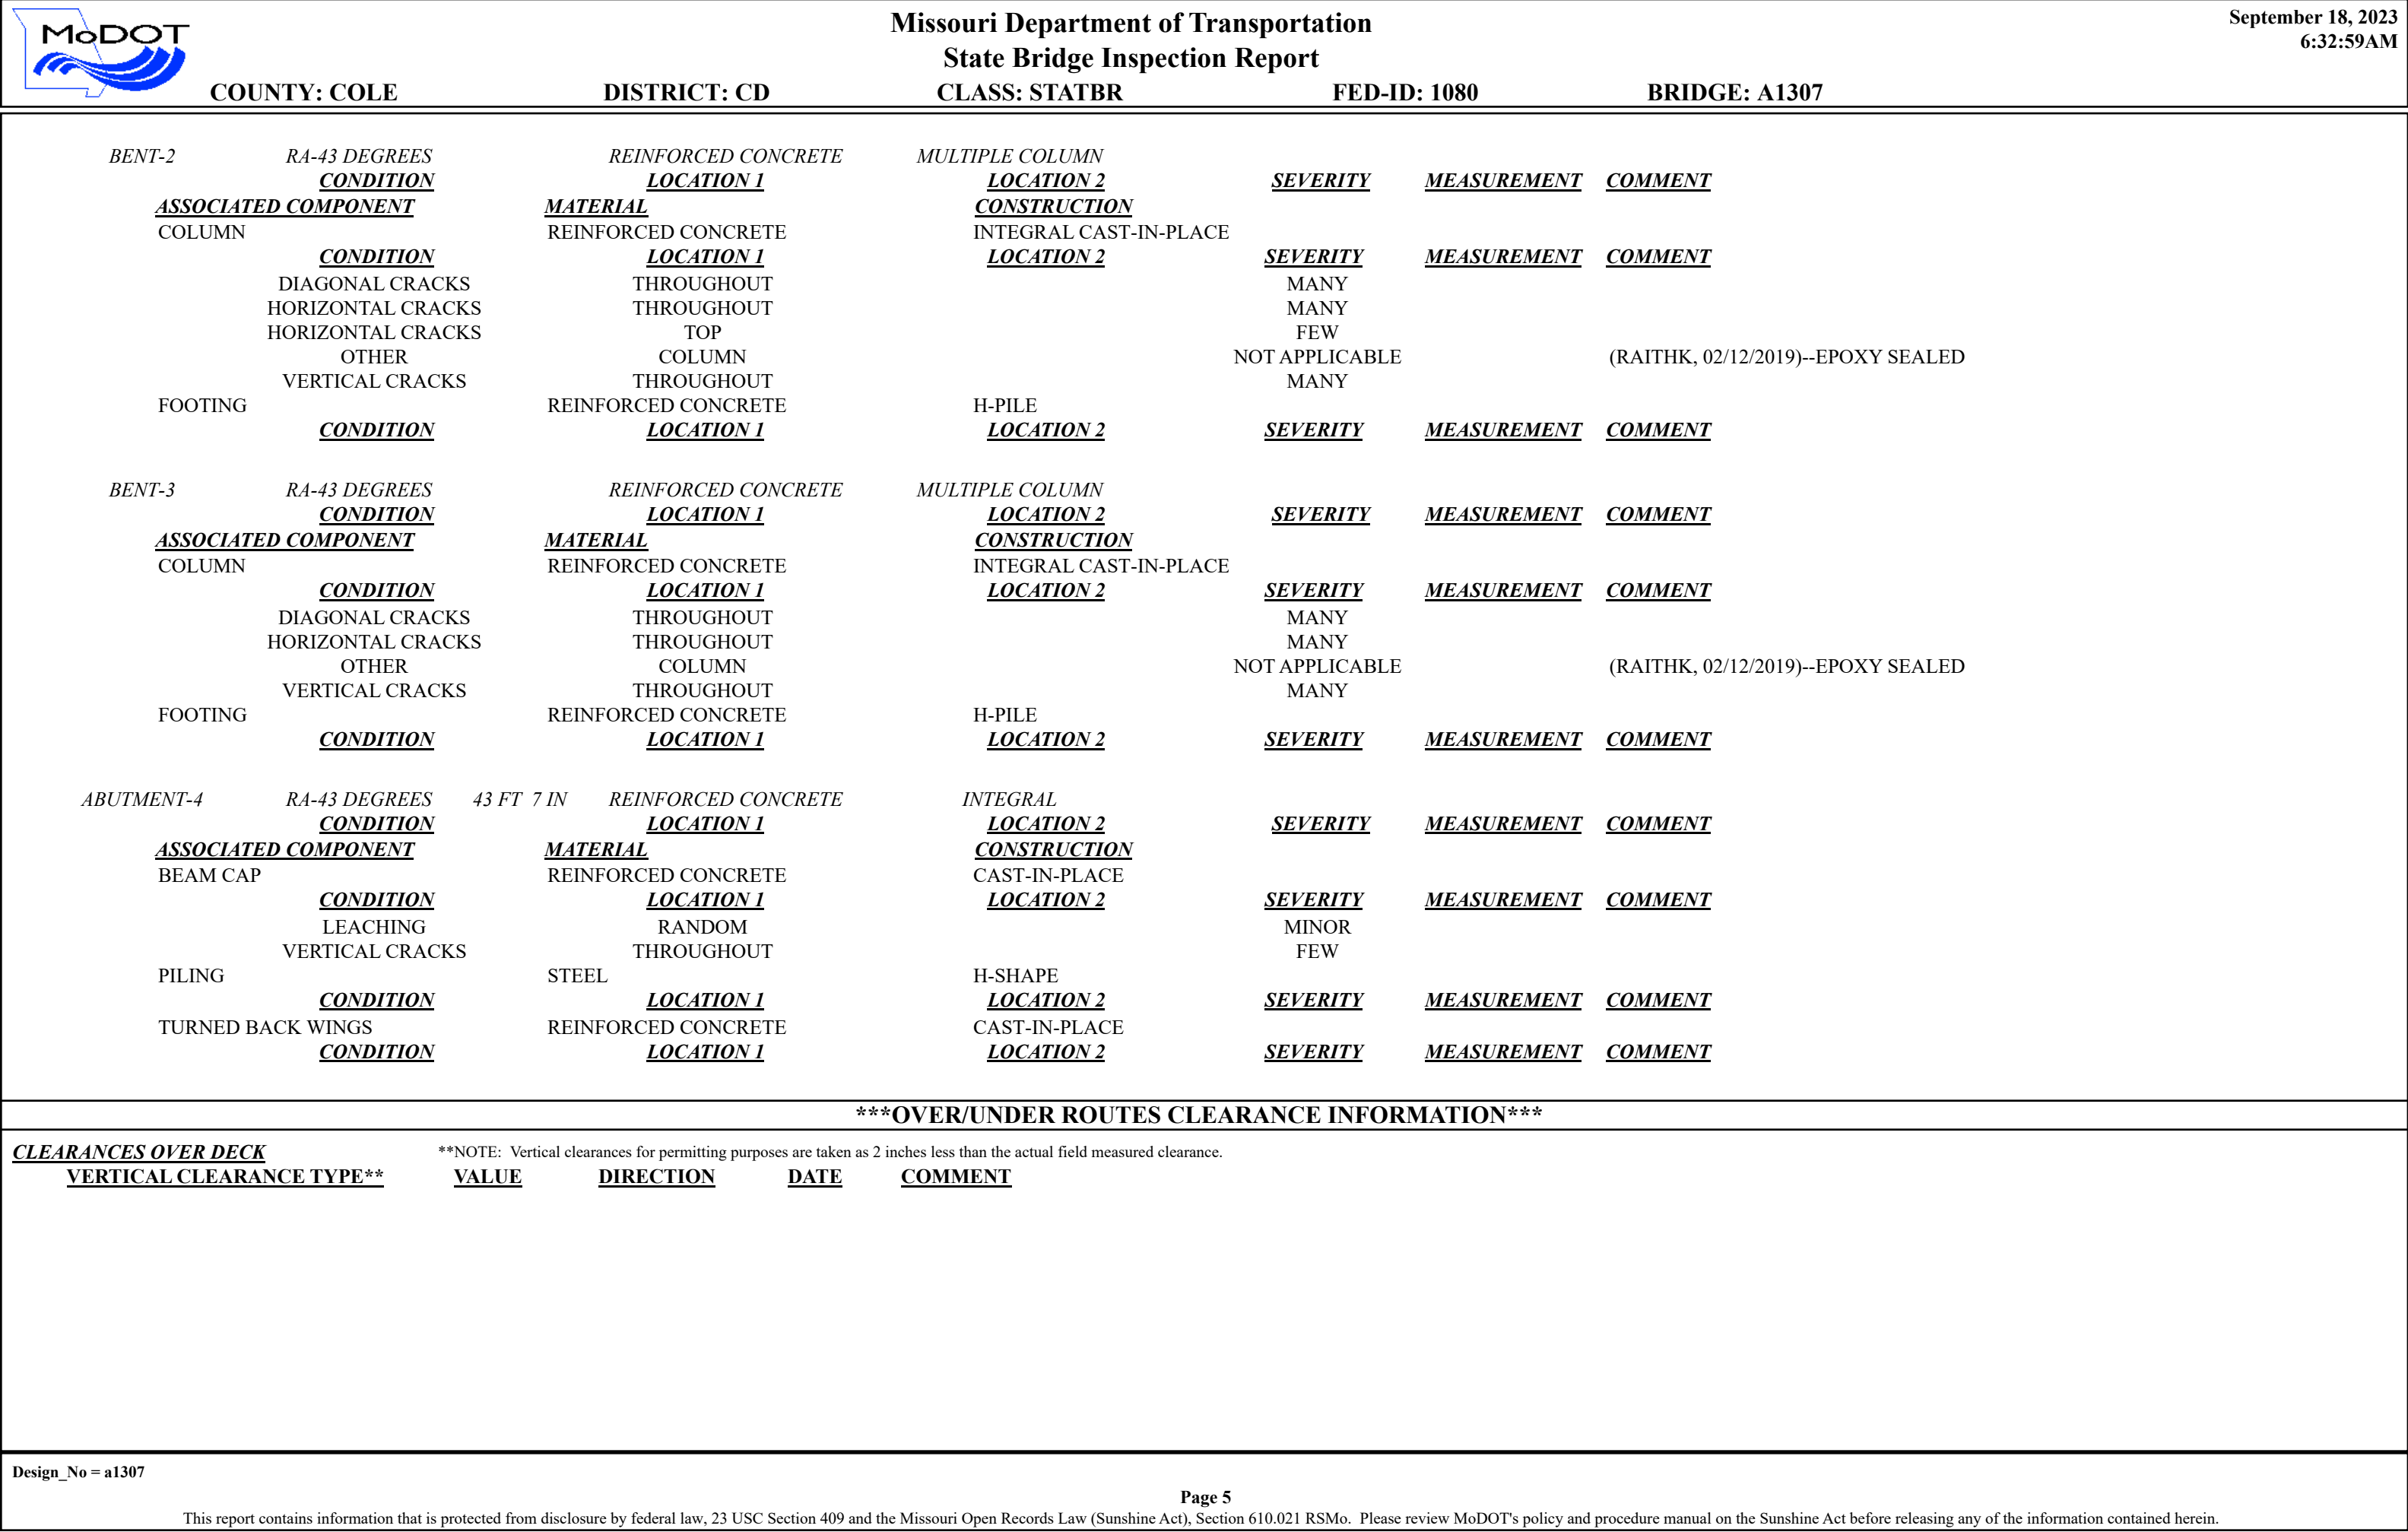 MoDOT
Missouri Department of Transportation
State Bridge Inspection Report
September 18, 2023
6:32:59AM
COUNTY: COLE DISTRICT: CD CLASS: STATBR FED-ID: 1080 BRIDGE: A1307
BENT-2 RA-43 DEGREES REINFORCED CONCRETE MULTIPLE COLUMN
CONDITION LOCATION 1 LOCATION 2 SEVERITY MEASUREMENT COMMENT
ASSOCIATED COMPONENT MATERIAL CONSTRUCTION
COLUMN REINFORCED CONCRETE INTEGRAL CAST-IN-PLACE
CONDITION LOCATION 1 LOCATION 2 SEVERITY MEASUREMENT COMMENT
DIAGONAL CRACKS THROUGHOUT MANY
HORIZONTAL CRACKS THROUGHOUT MANY
HORIZONTAL CRACKS TOP FEW
OTHER COLUMN NOT APPLICABLE (RAITHK, 02/12/2019)--EPOXY SEALED
VERTICAL CRACKS THROUGHOUT MANY
FOOTING REINFORCED CONCRETE H-PILE
CONDITION LOCATION 1 LOCATION 2 SEVERITY MEASUREMENT COMMENT
BENT-3 RA-43 DEGREES REINFORCED CONCRETE MULTIPLE COLUMN
CONDITION LOCATION 1 LOCATION 2 SEVERITY MEASUREMENT COMMENT
ASSOCIATED COMPONENT MATERIAL CONSTRUCTION
COLUMN REINFORCED CONCRETE INTEGRAL CAST-IN-PLACE
CONDITION LOCATION 1 LOCATION 2 SEVERITY MEASUREMENT COMMENT
DIAGONAL CRACKS THROUGHOUT MANY
HORIZONTAL CRACKS THROUGHOUT MANY
OTHER COLUMN NOT APPLICABLE (RAITHK, 02/12/2019)--EPOXY SEALED
VERTICAL CRACKS THROUGHOUT MANY
FOOTING REINFORCED CONCRETE H-PILE
CONDITION LOCATION 1 LOCATION 2 SEVERITY MEASUREMENT COMMENT
ABUTMENT-4 RA-43 DEGREES 43 FT 7 IN REINFORCED CONCRETE INTEGRAL
CONDITION LOCATION 1 LOCATION 2 SEVERITY MEASUREMENT COMMENT
ASSOCIATED COMPONENT MATERIAL CONSTRUCTION
BEAM CAP REINFORCED CONCRETE CAST-IN-PLACE
CONDITION LOCATION 1 LOCATION 2 SEVERITY MEASUREMENT COMMENT
LEACHING RANDOM MINOR
VERTICAL CRACKS THROUGHOUT FEW
PILING STEEL H-SHAPE
CONDITION LOCATION 1 LOCATION 2 SEVERITY MEASUREMENT COMMENT
TURNED BACK WINGS REINFORCED CONCRETE CAST-IN-PLACE
CONDITION LOCATION 1 LOCATION 2 SEVERITY MEASUREMENT COMMENT
***OVER/UNDER ROUTES CLEARANCE INFORMATION***
CLEARANCES OVER DECK **NOTE: Vertical clearances for permitting purposes are taken as 2 inches less than the actual field measured clearance.
VERTICAL CLEARANCE TYPE** VALUE DIRECTION DATE COMMENT
Design_No = a1307
Page 5
This report contains information that is protected from disclosure by federal law, 23 USC Section 409 and the Missouri Open Records Law (Sunshine Act), Section 610.021 RSMo. Please review MoDOT's policy and procedure manual on the Sunshine Act before releasing any of the information contained herein.